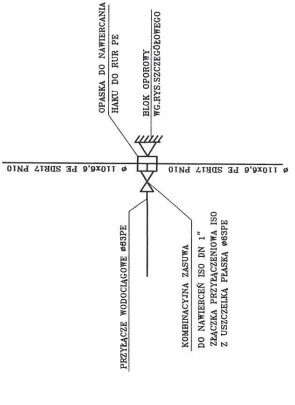 OPASKA DO NAWIERCANIA
HAKU DO RUR PE
BLOK OPOROWY
WG.RYS.SZCZEGÓŁOWEGO
ø 110x6,6 PE SDR17 PN10
ø 110x6,6 PE SDR17 PN10
PRZYŁĄCZE WODOCIĄGOWE ø63PE
KOMBINACYJNA ZASUWA
DO NAWIERCEŃ ISO DN 1"
ZŁĄCZKA PRZYŁĄCZENIOWA ISO
Z USZCZELKA PŁASKĄ ø63PE